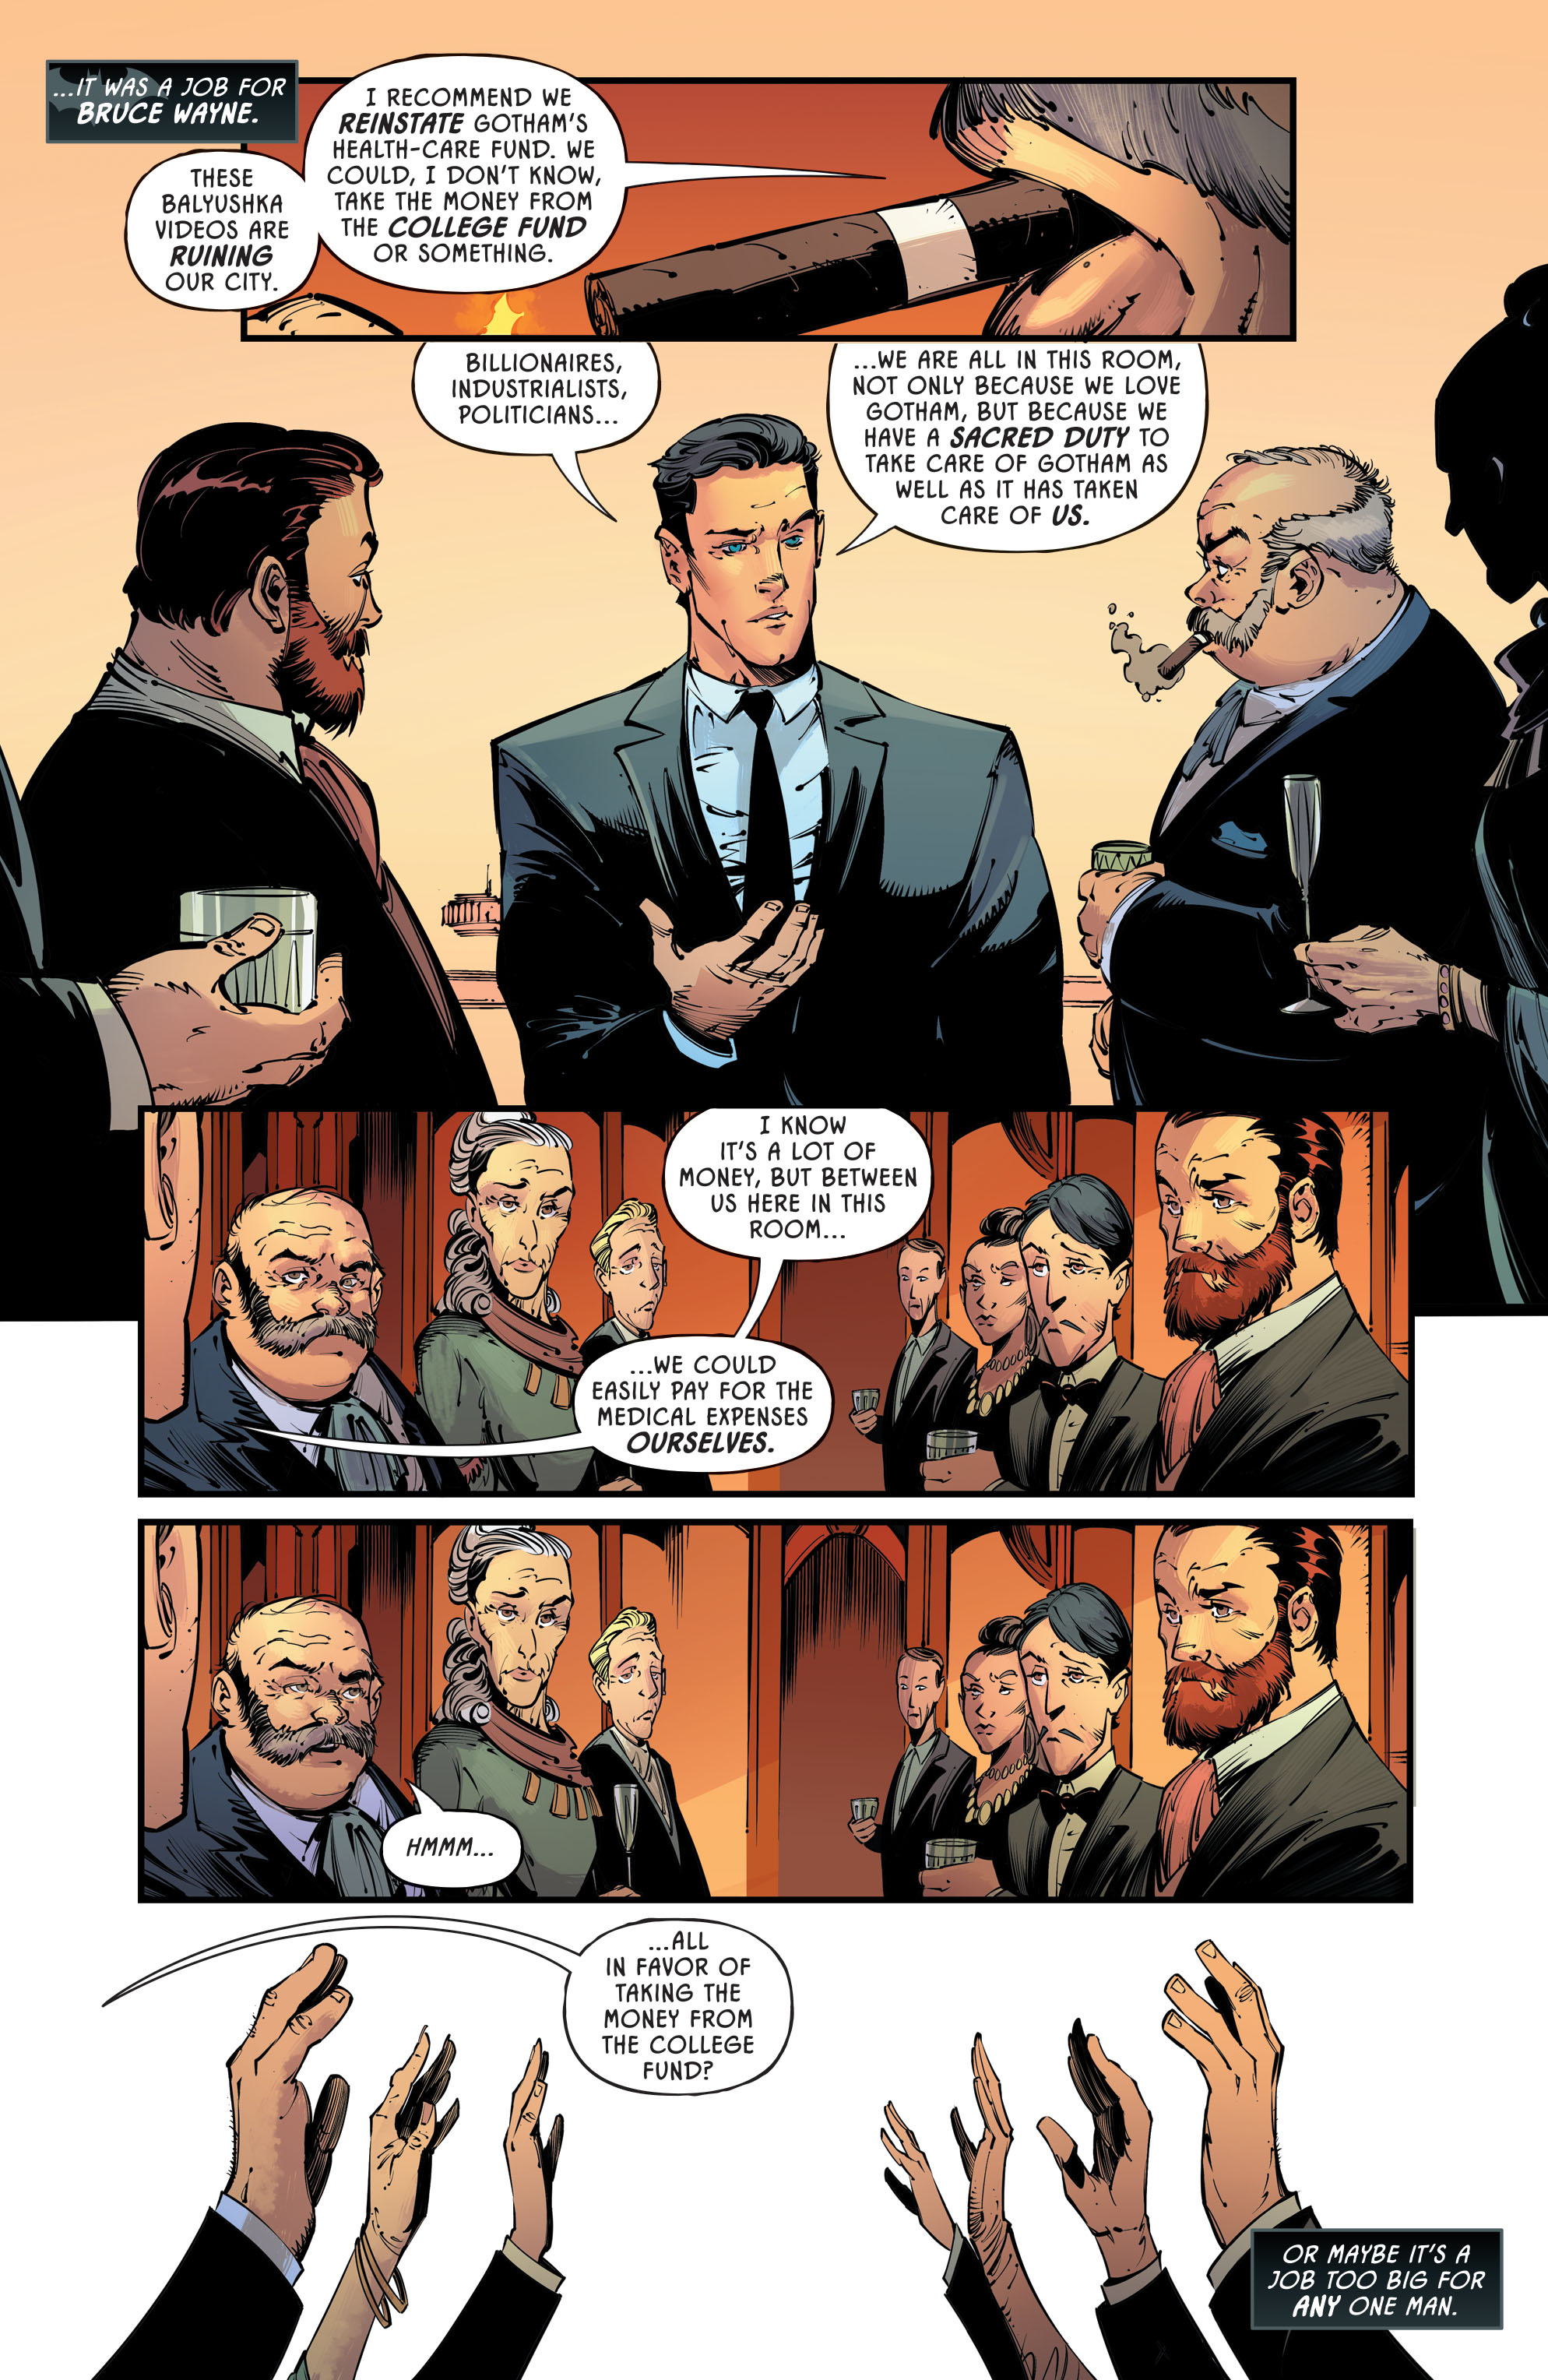 ...IT WAS A JOB FOR
BRUCE WAYNE.
THESE
BALYUSHKA
VIDEOS ARE
RUINING
OUR CITY.
I RECOMMEND WE
REINSTATE GOTHAM'S
HEALTH-CARE FUND. WE
COULD, I DON'T KNOW,
TAKE THE MONEY FROM
THE COLLEGE FUND
OR SOMETHING.
BILLIONAIRES,
INDUSTRIALISTS,
POLITICIANS...
...WE ARE ALL IN THIS ROOM,
NOT ONLY BECAUSE WE LOVE
GOTHAM, BUT BECAUSE WE
HAVE A SACRED DUTY TO
TAKE CARE OF GOTHAM AS
WELL AS IT HAS TAKEN
CARE OF US.
I KNOW
IT'S A LOT OF
MONEY, BUT BETWEEN
US HERE IN THIS
ROOM...
...WE COULD
EASILY PAY FOR THE
MEDICAL EXPENSES
OURSELVES.
HMMM...
...ALL
IN FAVOR OF
TAKING THE
MONEY FROM
THE COLLEGE
FUND?
OR MAYBE IT'S A
JOB TOO BIG FOR
ANY ONE MAN.